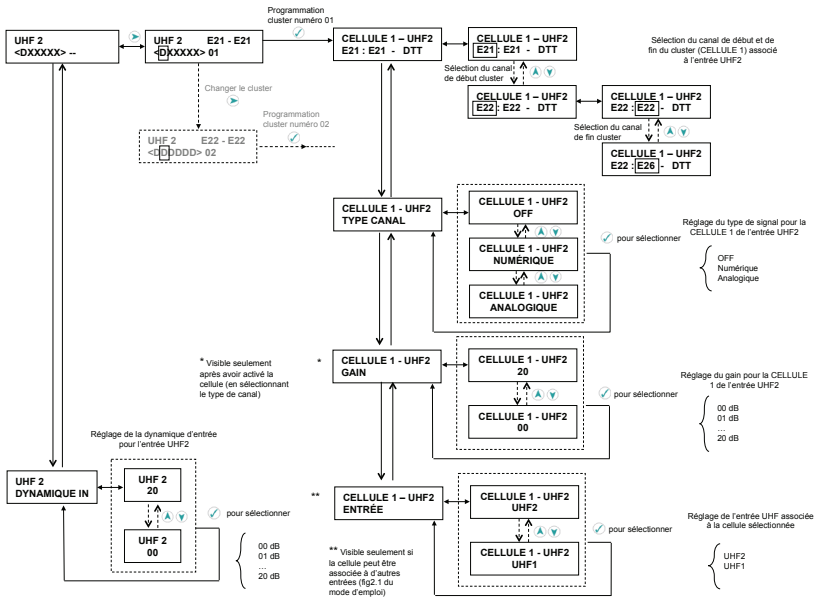 UHF 2
<DXXXXX> --
UHF 2 E21 - E21
<DXXXXX> 01
Programmation
cluster numéro 01
CELLULE 1 – UHF2
E21 : E21 - DTT
CELLULE 1 – UHF2
E21 : E21 - DTT
Sélection du canal de début et de
fin du cluster (CELLULE 1) associé
à l'entrée UHF2
Sélection du canal
de début cluster
CELLULE 1 – UHF2
E22 : E22 - DTT
CELLULE 1 – UHF2
E22 : E22 - DTT
Sélection du canal
de fin cluster
CELLULE 1 – UHF2
E22 : E26 - DTT
Changer le cluster
Programmation
cluster numéro 02
UHF 2 E22 - E22
<DDDDDD> 02
CELLULE 1 - UHF2
TYPE CANAL
CELLULE 1 - UHF2
OFF
CELLULE 1 - UHF2
NUMÉRIQUE
CELLULE 1 - UHF2
ANALOGIQUE
pour sélectionner
Réglage du type de signal pour la
CELLULE 1 de l'entrée UHF2
OFF
Numérique
Analogique
* Visible seulement
après avoir activé la
cellule (en sélectionnant
le type de canal)
*
CELLULE 1 - UHF2
GAIN
CELLULE 1 - UHF2
20
CELLULE 1 - UHF2
00
pour sélectionner
Réglage du gain pour la CELLULE
1 de l'entrée UHF2
00 dB
01 dB
...
20 dB
Réglage de la dynamique d'entrée
pour l'entrée UHF2
UHF 2
DYNAMIQUE IN
UHF 2
20
UHF 2
00
pour sélectionner
00 dB
01 dB
...
20 dB
**
CELLULE 1 – UHF2
ENTRÉE
CELLULE 1 - UHF2
UHF2
CELLULE 1 - UHF2
UHF1
pour sélectionner
Réglage de l'entrée UHF associée
à la cellule sélectionnée
UHF2
UHF1
** Visible seulement si
la cellule peut être
associée à d'autres
entrées (fig2.1 du
mode d'emploi)